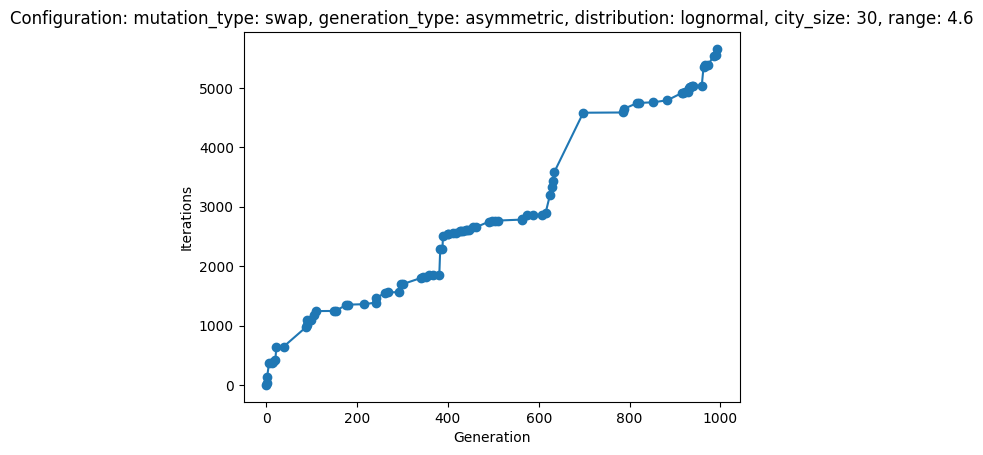 Configuration: mutation_type: swap, generation_type: asymmetric, distribution: lognormal, city_size: 30, range: 4.6
Iterations
5000
4000
3000
2000
1000
0
0 200 400 600 800 1000
Generation